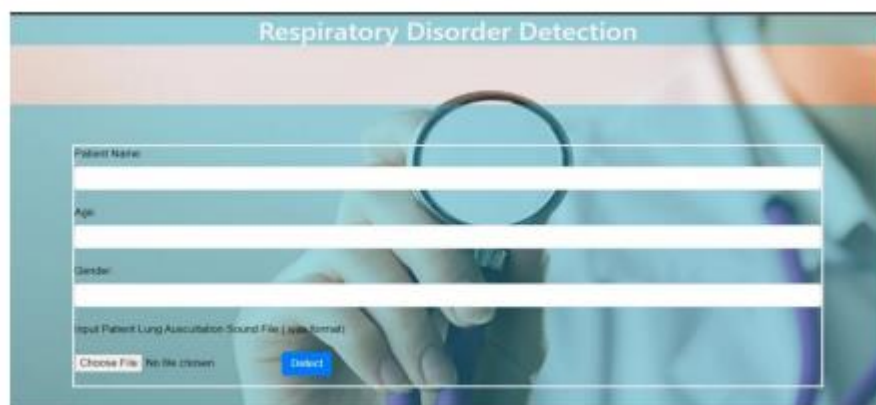 Respiratory Disorder Detection
Patient Name:
Age:
Gender:
Input Patient Lung Auscultation Sound File (.wav format)
Choose File No file chosen Detect